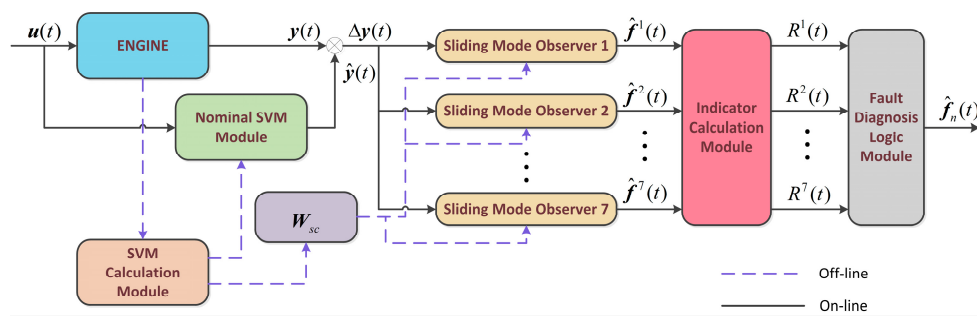 u(t)
ENGINE
y(t)
Δy(t)
ŷ(t)
Nominal SVM
Module
SVM
Calculation
Module
W_sc
Sliding Mode Observer 1
Sliding Mode Observer 2
Sliding Mode Observer 7
f̂¹(t)
f̂²(t)
f̂⁷(t)
Indicator
Calculation
Module
R¹(t)
R²(t)
R⁷(t)
Fault
Diagnosis
Logic
Module
f̂ₙ(t)
Off-line
On-line